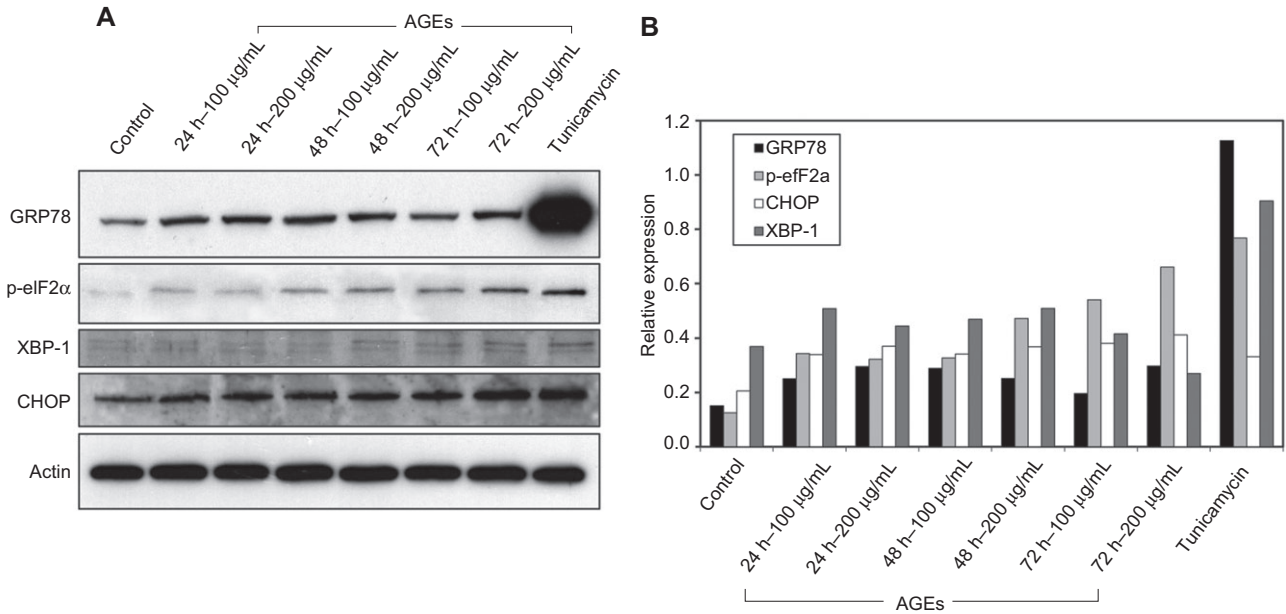 A
AGEs
Control
24 h–100 µg/mL
24 h–200 µg/mL
48 h–100 µg/mL
48 h–200 µg/mL
72 h–100 µg/mL
72 h–200 µg/mL
Tunicamycin
GRP78
p-eIF2α
XBP-1
CHOP
Actin
B
Relative expression
1.2
1.0
0.8
0.6
0.4
0.2
0.0
GRP78
p-efF2a
CHOP
XBP-1
Control
24 h–100 µg/mL
24 h–200 µg/mL
48 h–100 µg/mL
48 h–200 µg/mL
72 h–100 µg/mL
72 h–200 µg/mL
Tunicamycin
AGEs